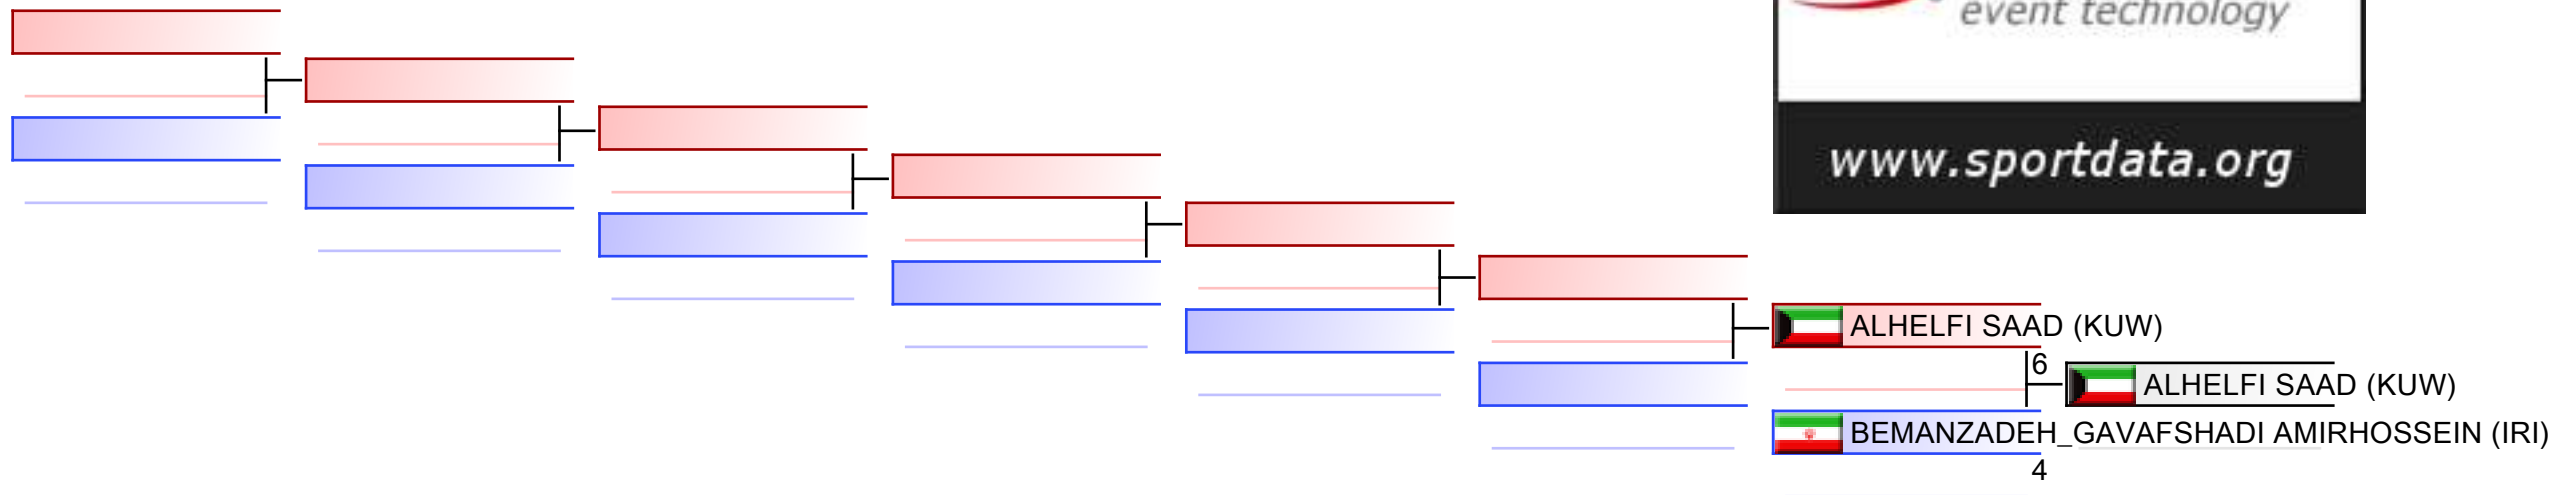 event technology
www.sportdata.org
ALHELFI SAAD (KUW)
6
ALHELFI SAAD (KUW)
BEMANZADEH_GAVAFSHADI AMIRHOSSEIN (IRI)
4